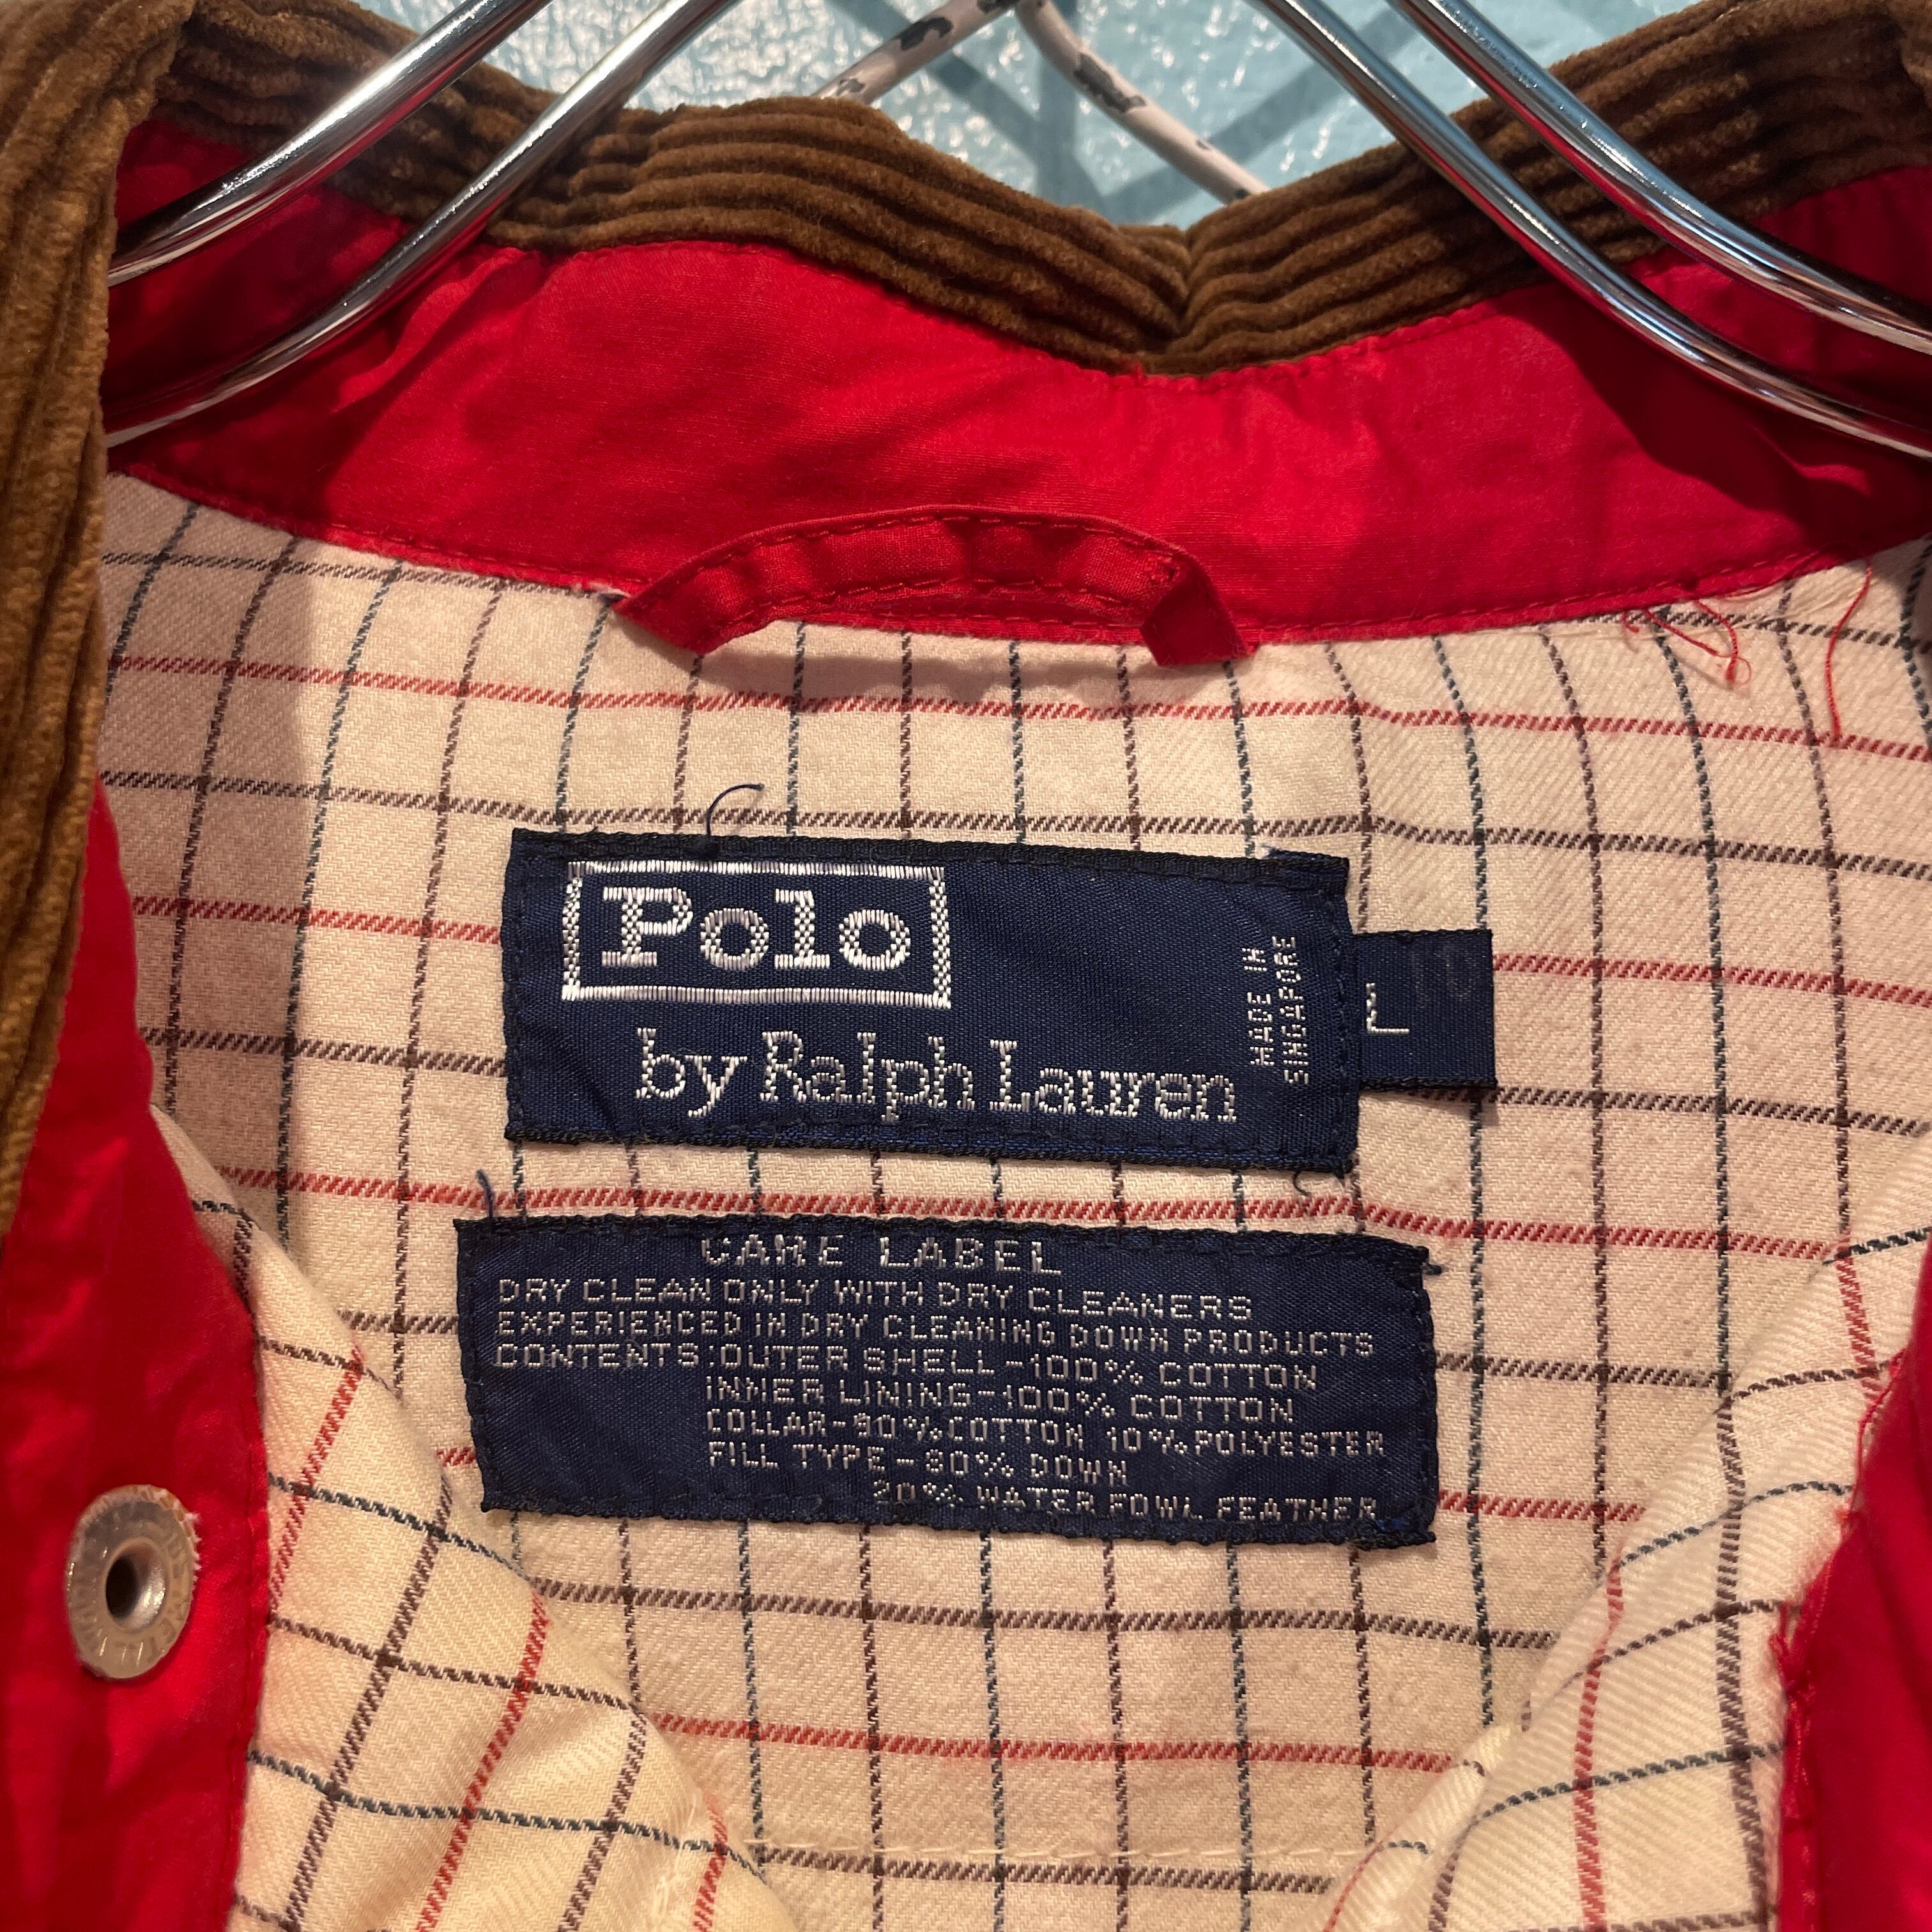 Polo
by Ralph Lauren
MADE IN
SINGAPORE
L
CARE LABEL
DRY CLEAN ONLY WITH DRY CLEANERS
EXPERIENCED IN DRY CLEANING DOWN PRODUCTS
CONTENTS:OUTER SHELL-100% COTTON
INNER LINING-100% COTTON
COLLAR-90% COTTON 10% POLYESTER
FILL TYPE-80% DOWN
20% WATER FOWL FEATHER